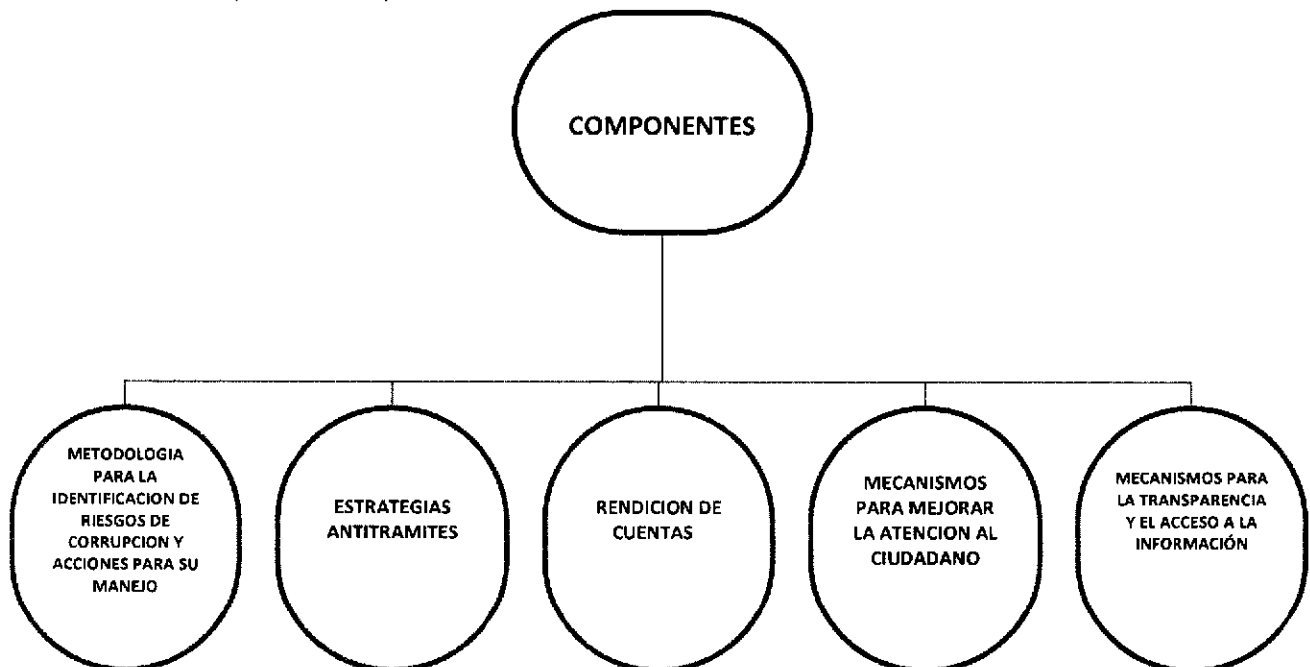 COMPONENTES
METODOLOGIA
PARA LA
IDENTIFICACION DE
RIESGOS DE
CORRUPCION Y
ACCIONES PARA SU
MANEJO
ESTRATEGIAS
ANTITRAMITES
RENDICION DE
CUENTAS
MECANISMOS
PARA MEJORAR
LA ATENCION AL
CIUDADANO
MECANISMOS PARA
LA TRANSPARENCIA
Y EL ACCESO A LA
INFORMACIÓN